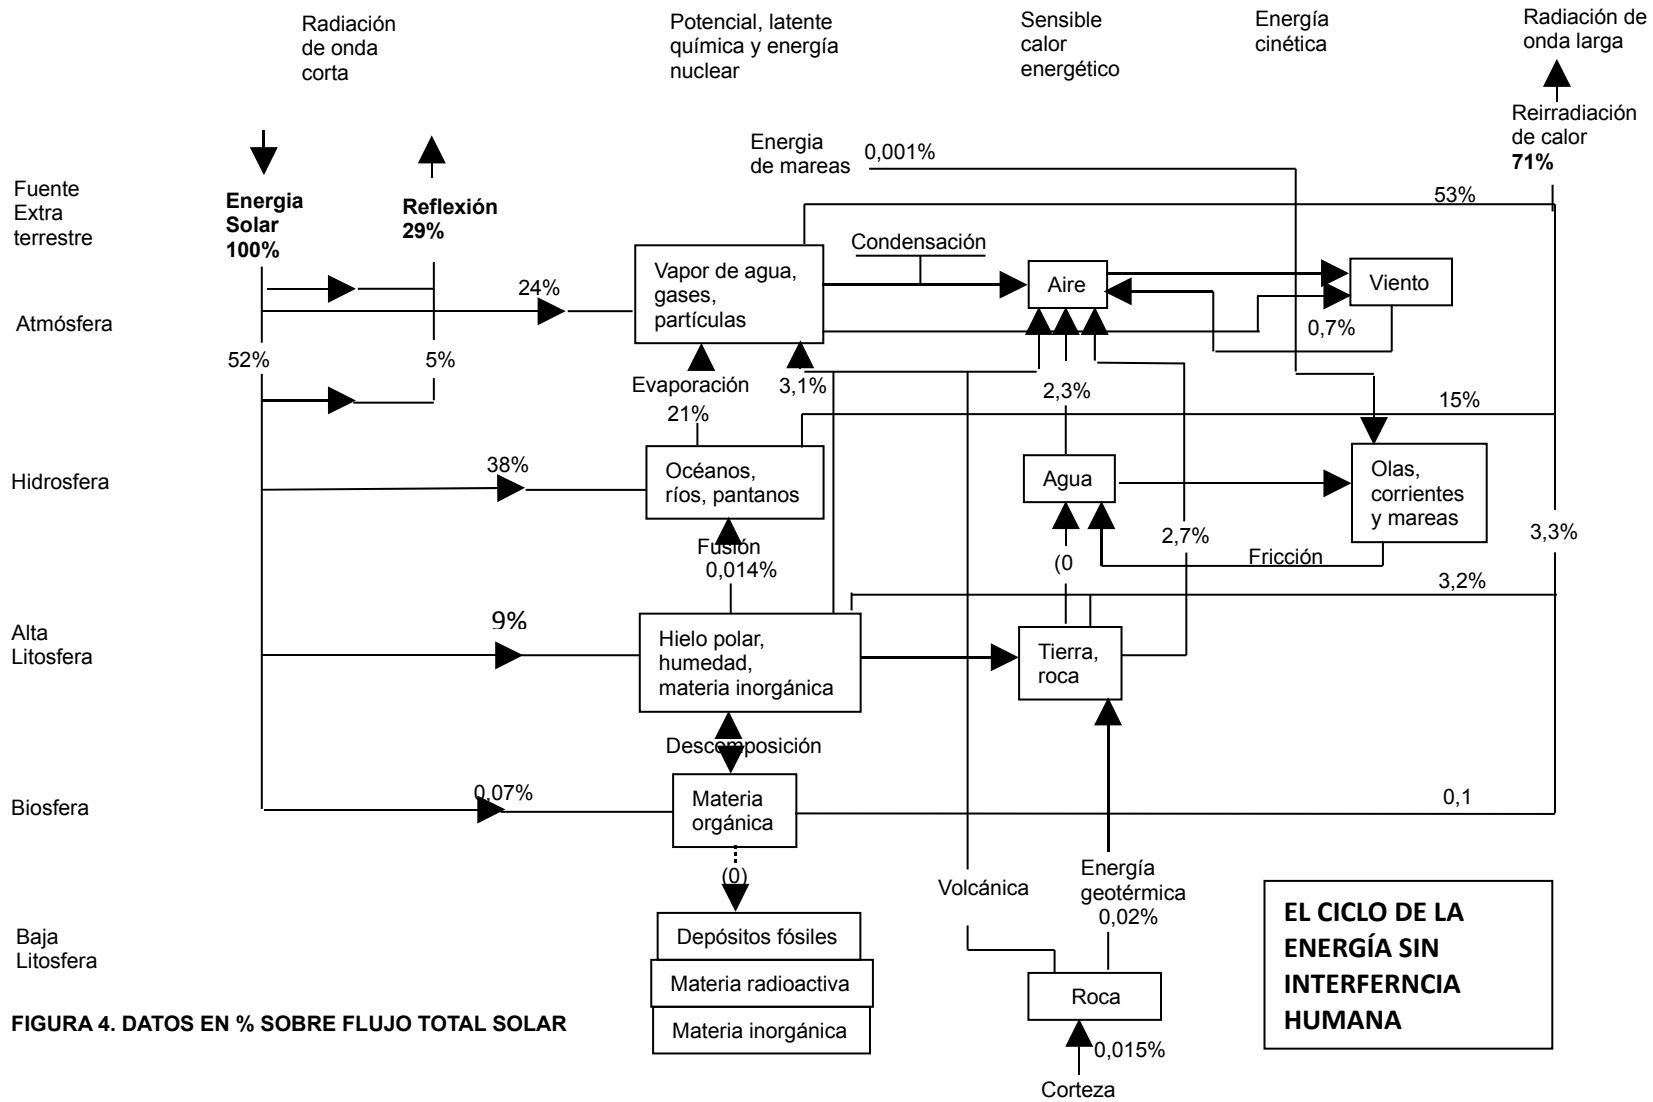 Radiación
de onda
corta
Potencial, latente
química y energía
nuclear
Sensible
calor
energético
Energía
cinética
Radiación de
onda larga
Reirradiación
de calor
71%
Energia
de mareas
0,001%
Fuente
Extra
terrestre
Energia
Solar
100%
Reflexión
29%
53%
Condensación
Vapor de agua,
gases,
partículas
Aire
Viento
24%
Atmósfera
0,7%
52%
5%
Evaporación
21%
3,1%
2,3%
15%
Hidrosfera
38%
Océanos,
ríos, pantanos
Agua
Olas,
corrientes
y mareas
Fusión
0,014%
(0
2,7%
Fricción
3,3%
3,2%
Alta
Litosfera
9%
Hielo polar,
humedad,
materia inorgánica
Tierra,
roca
Descomposición
Biosfera
0,07%
Materia
orgánica
0,1
(0)
Volcánica
Energía
geotérmica
0,02%
Baja
Litosfera
Depósitos fósiles
Materia radioactiva
Materia inorgánica
Roca
0,015%
Corteza
EL CICLO DE LA
ENERGÍA SIN
INTERFERNCIA
HUMANA
FIGURA 4. DATOS EN % SOBRE FLUJO TOTAL SOLAR